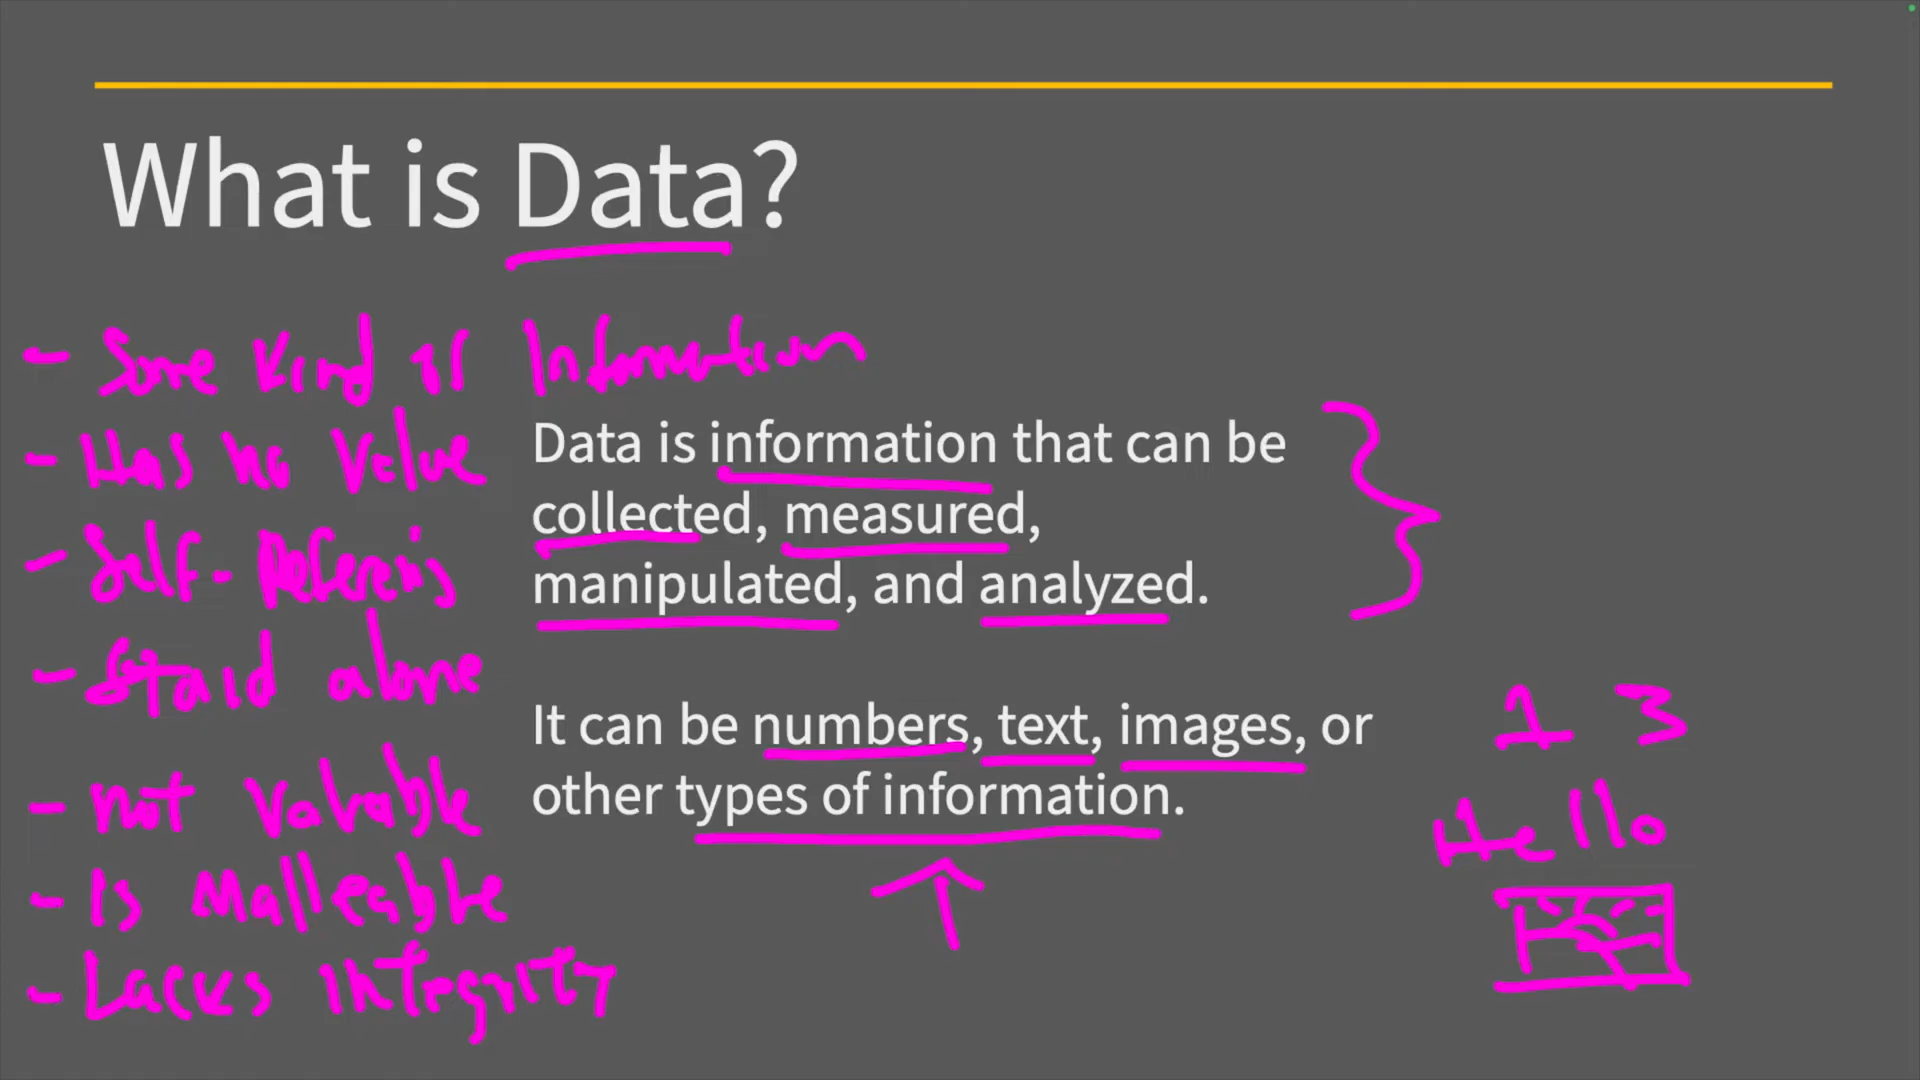 What is Data?
- Some Kind of Information
- Has no Value
Data is information that can be
collected, measured,
manipulated, and analyzed.
- Self-Referencing
- Stand alone
It can be numbers, text, images, or
other types of information.
- not Valuable
- Is Malleable
- Lacks integrity
1 3
Hello